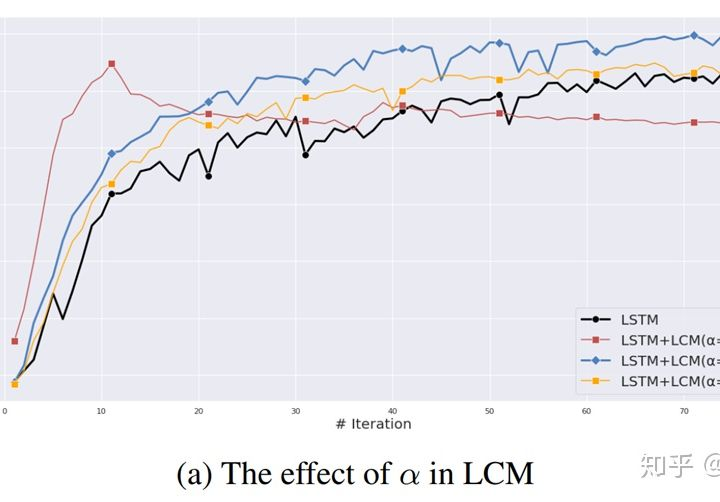 LSTM
LSTM+LCM(α=
LSTM+LCM(α=
LSTM+LCM(α=
0 10 20 30 40 50 60 70
# Iteration
(a) The effect of α in LCM
知乎 @